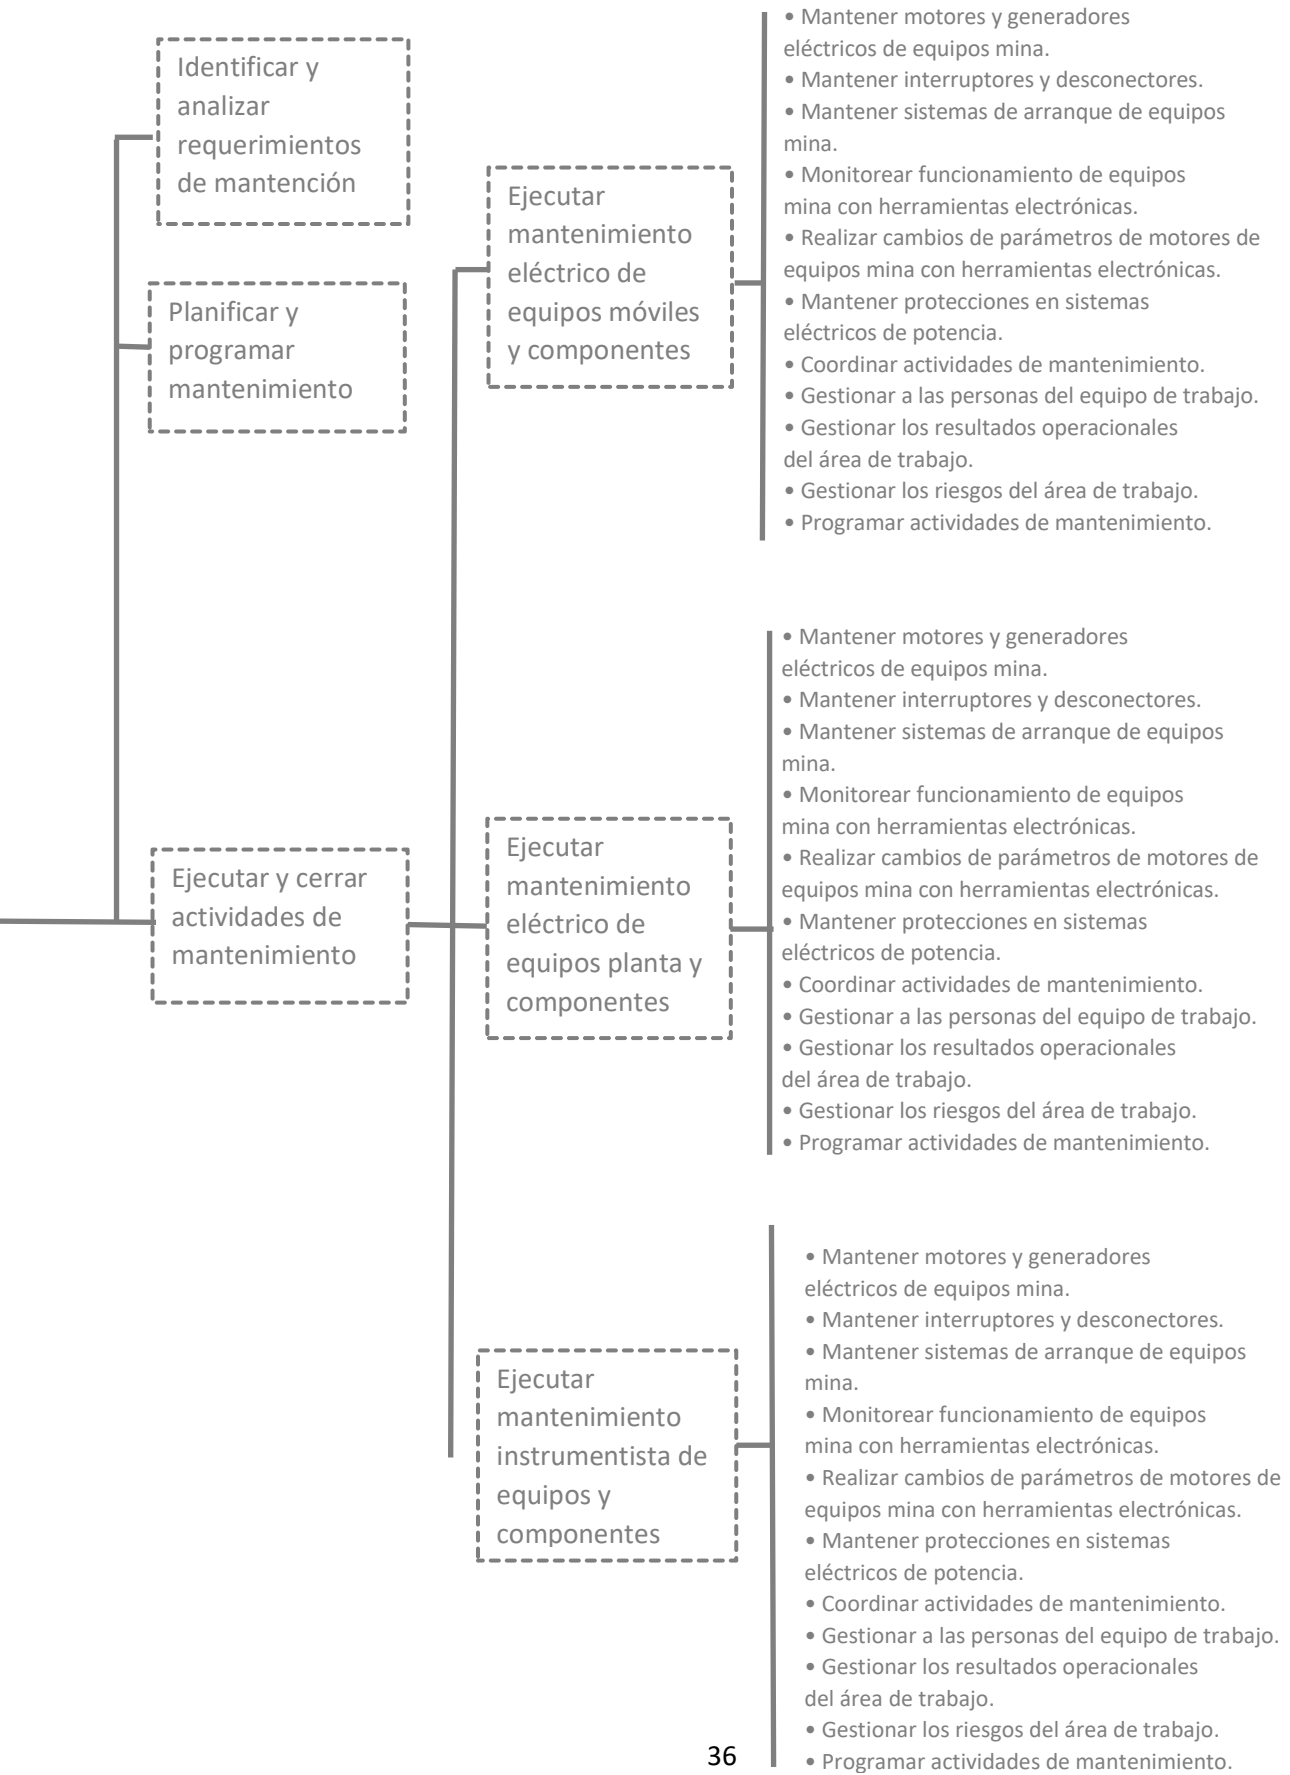 Identificar y
analizar
requerimientos
de mantención
Planificar y
programar
mantenimiento
Ejecutar y cerrar
actividades de
mantenimiento
Ejecutar
mantenimiento
eléctrico de
equipos móviles
y componentes
• Mantener motores y generadores
eléctricos de equipos mina.
• Mantener interruptores y desconectores.
• Mantener sistemas de arranque de equipos
mina.
• Monitorear funcionamiento de equipos
mina con herramientas electrónicas.
• Realizar cambios de parámetros de motores de
equipos mina con herramientas electrónicas.
• Mantener protecciones en sistemas
eléctricos de potencia.
• Coordinar actividades de mantenimiento.
• Gestionar a las personas del equipo de trabajo.
• Gestionar los resultados operacionales
del área de trabajo.
• Gestionar los riesgos del área de trabajo.
• Programar actividades de mantenimiento.
Ejecutar
mantenimiento
eléctrico de
equipos planta y
componentes
• Mantener motores y generadores
eléctricos de equipos mina.
• Mantener interruptores y desconectores.
• Mantener sistemas de arranque de equipos
mina.
• Monitorear funcionamiento de equipos
mina con herramientas electrónicas.
• Realizar cambios de parámetros de motores de
equipos mina con herramientas electrónicas.
• Mantener protecciones en sistemas
eléctricos de potencia.
• Coordinar actividades de mantenimiento.
• Gestionar a las personas del equipo de trabajo.
• Gestionar los resultados operacionales
del área de trabajo.
• Gestionar los riesgos del área de trabajo.
• Programar actividades de mantenimiento.
Ejecutar
mantenimiento
instrumentista de
equipos y
componentes
• Mantener motores y generadores
eléctricos de equipos mina.
• Mantener interruptores y desconectores.
• Mantener sistemas de arranque de equipos
mina.
• Monitorear funcionamiento de equipos
mina con herramientas electrónicas.
• Realizar cambios de parámetros de motores de
equipos mina con herramientas electrónicas.
• Mantener protecciones en sistemas
eléctricos de potencia.
• Coordinar actividades de mantenimiento.
• Gestionar a las personas del equipo de trabajo.
• Gestionar los resultados operacionales
del área de trabajo.
• Gestionar los riesgos del área de trabajo.
• Programar actividades de mantenimiento.
36